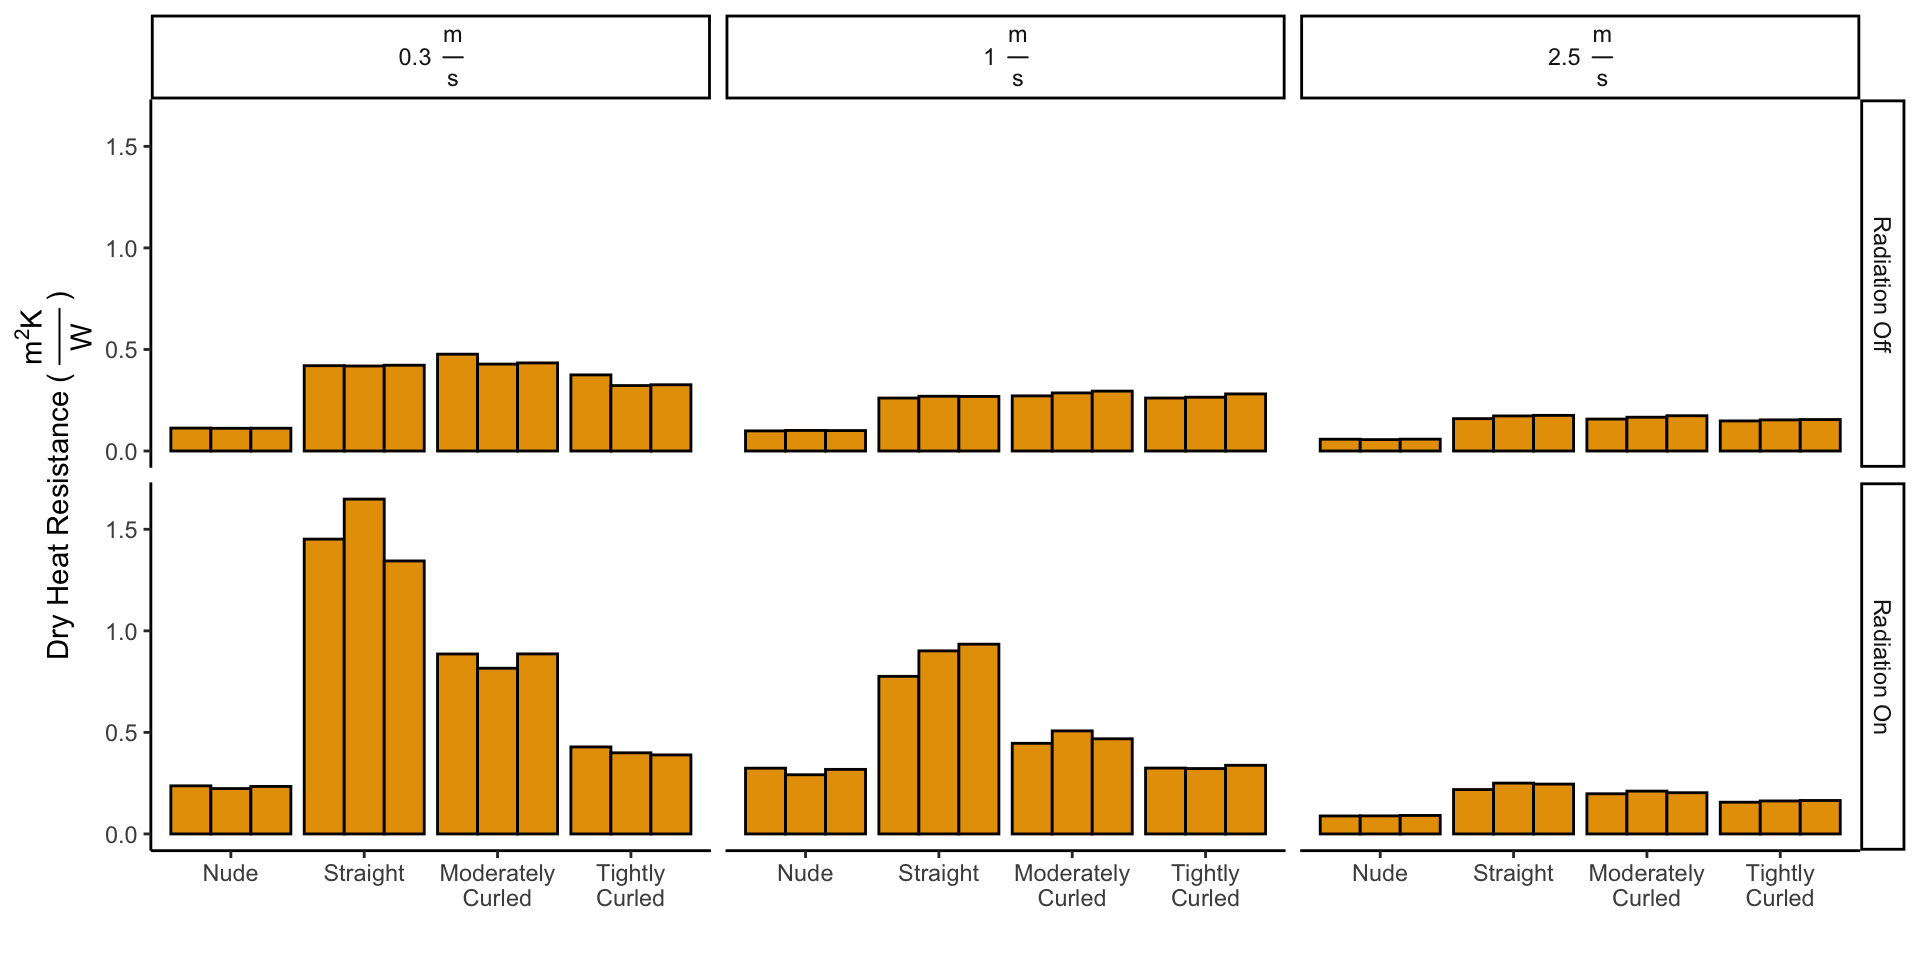 0.3 m/s
1 m/s
2.5 m/s
Dry Heat Resistance ( m²K/W )
1.5
1.0
0.5
0.0
Radiation Off
1.5
1.0
0.5
0.0
Radiation On
Nude Straight Moderately Tightly Nude Straight Moderately Tightly Nude Straight Moderately Tightly
Curled Curled Curled Curled Curled Curled